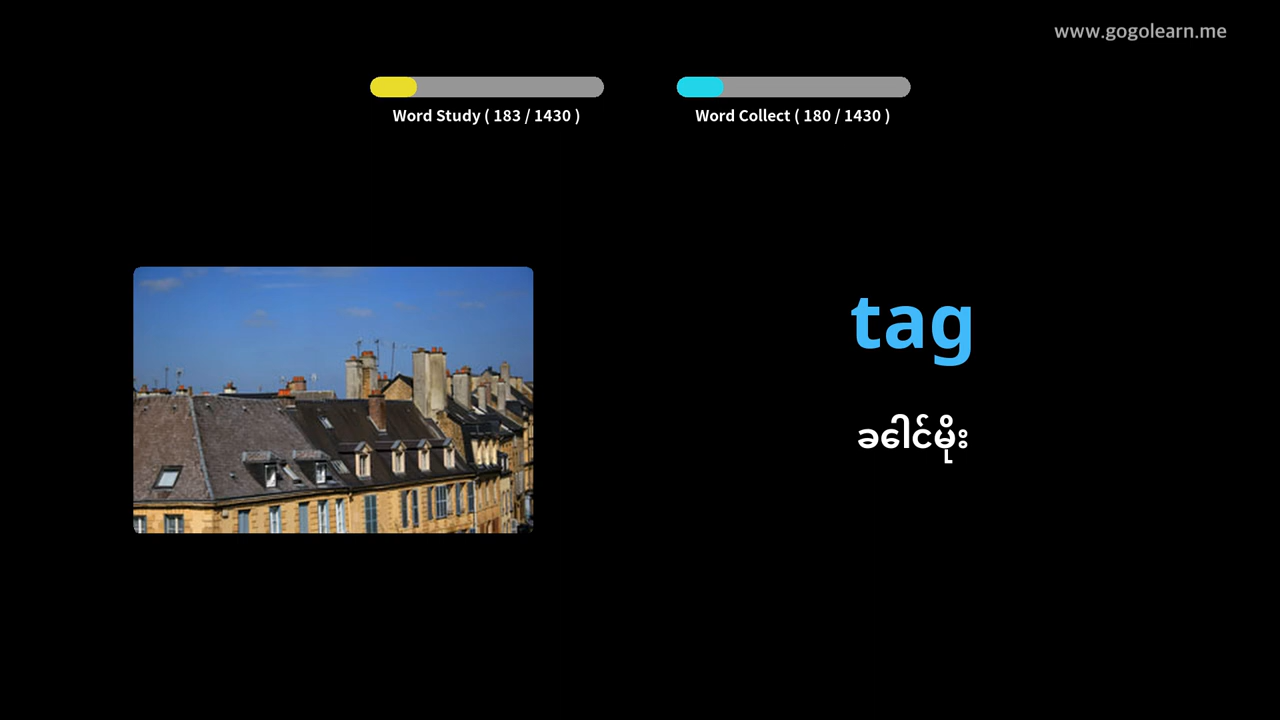 www.gogolearn.me
Word Study ( 183 / 1430 )
Word Collect ( 180 / 1430 )
tag
ခေါင်မိုး